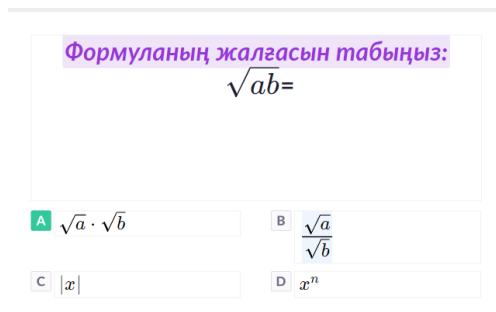 Формуланың жалғасын табыңыз:
√ab=
A √a · √b
B √a/√b
C |x|
D xⁿ